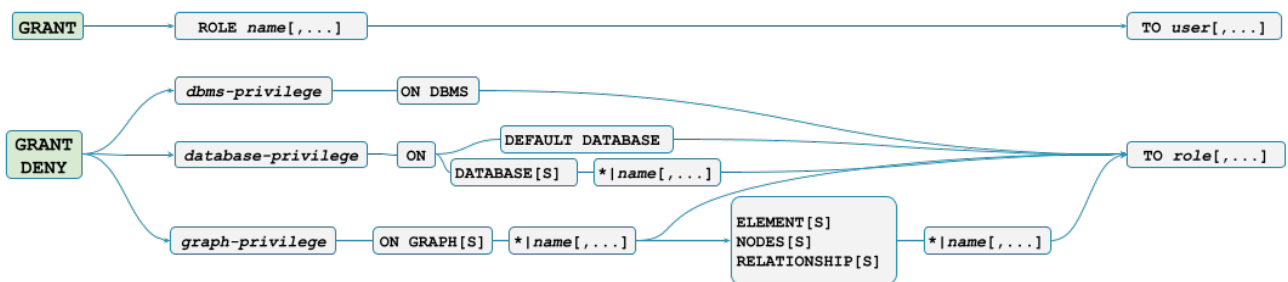 GRANT
ROLE name[,...]
TO user[,...]
dbms-privilege
ON DBMS
GRANT
DENY
database-privilege
ON
DEFAULT DATABASE
DATABASE[S]
*|name[,...]
TO role[,...]
graph-privilege
ON GRAPH[S]
*|name[,...]
ELEMENT[S]
NODES[S]
RELATIONSHIP[S]
*|name[,...]